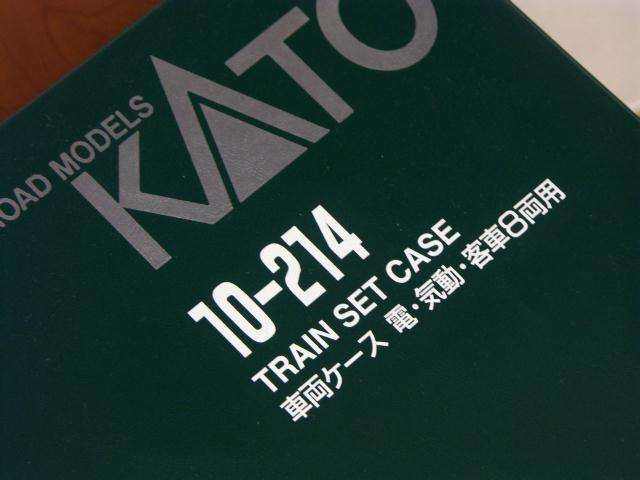 KATO
ROAD MODELS
10-214
TRAIN SET CASE
車両ケース 電・気動・客車8両用